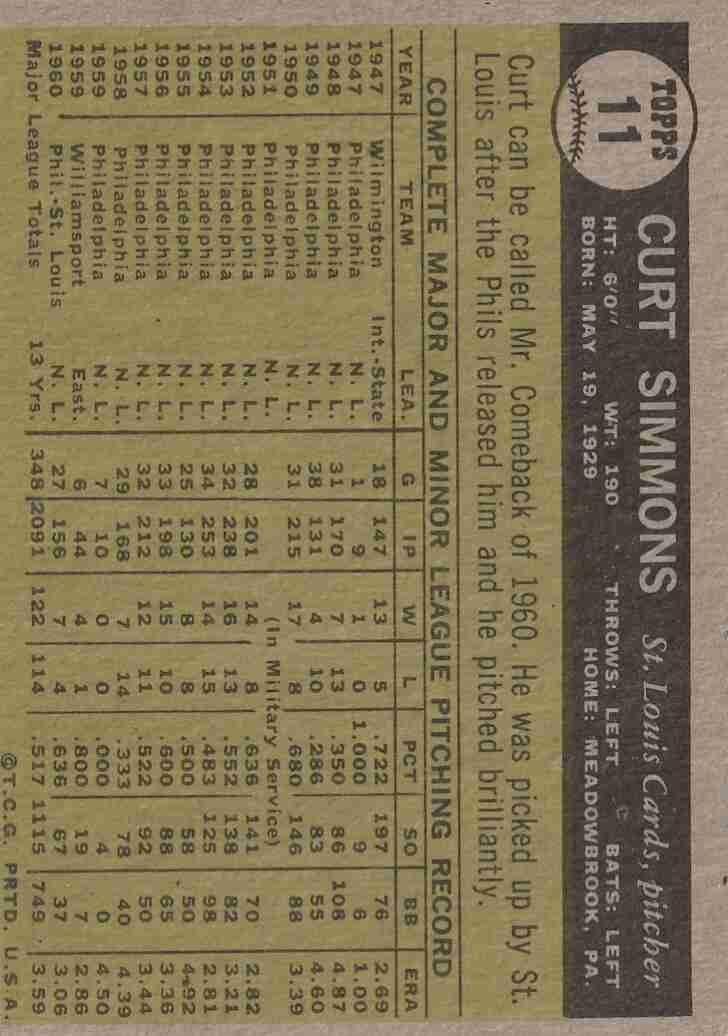 TOPPS
11
CURT SIMMONS St. Louis Cards, pitcher
HT: 6'0" WT: 190 THROWS: LEFT BATS: LEFT
BORN: MAY 19, 1929 HOME: MEADOWBROOK, PA.
Curt can be called Mr. Comeback of 1960. He was picked up by St.
Louis after the Phils released him and he pitched brilliantly.
COMPLETE MAJOR AND MINOR LEAGUE PITCHING RECORD
YEAR TEAM LEA. G IP W L PCT SO BB ERA
1947 Wilmington Int.-State 18 147 13 5 .722 197 76 2.69
1947 Philadelphia N. L. 1 9 1 0 1.000 9 6 1.00
1948 Philadelphia N. L. 31 170 7 13 .350 86 108 4.87
1949 Philadelphia N. L. 38 131 4 10 .286 83 55 4.60
1950 Philadelphia N. L. 31 215 17 8 .680 146 88 3.39
1951 Philadelphia N. L. (In Military Service)
1952 Philadelphia N. L. 28 201 14 8 .636 141 70 2.82
1953 Philadelphia N. L. 32 238 16 13 .552 138 82 3.21
1954 Philadelphia N. L. 34 253 14 15 .483 125 98 2.81
1955 Philadelphia N. L. 25 130 8 8 .500 58 50 4.92
1956 Philadelphia N. L. 33 198 15 10 .600 88 65 3.36
1957 Philadelphia N. L. 32 212 12 11 .522 92 50 3.44
1958 Philadelphia N. L. 29 168 7 14 .333 78 40 4.39
1959 Philadelphia N. L. 7 10 0 0 .000 4 0 4.50
1959 Williamsport East. 6 44 4 1 .800 19 7 2.86
1960 Phil.-St. Louis N. L. 27 156 7 4 .636 67 37 3.06
Major League Totals 13 Yrs. 348 2091 122 114 .517 1115 749 3.59
©T.C.G. PRTD. U.S.A.